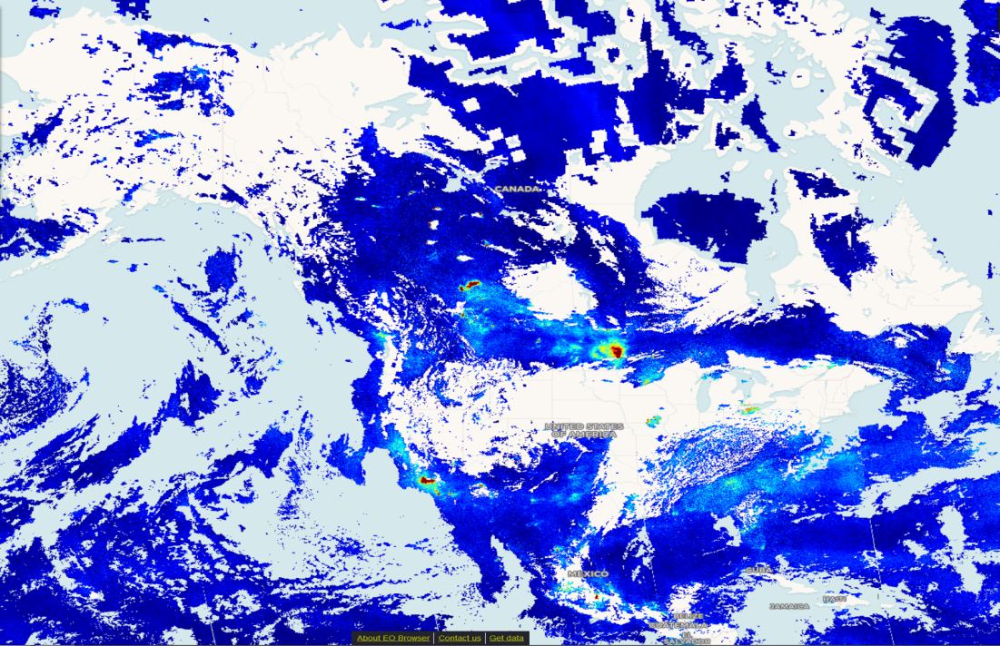 CANADA
UNITED STATES
OF AMERICA
MEXICO
CUBA
HAITI
JAMAICA
BELIZE
GUATEMALA
EL
SALVADOR
About EO Browser | Contact us | Get data